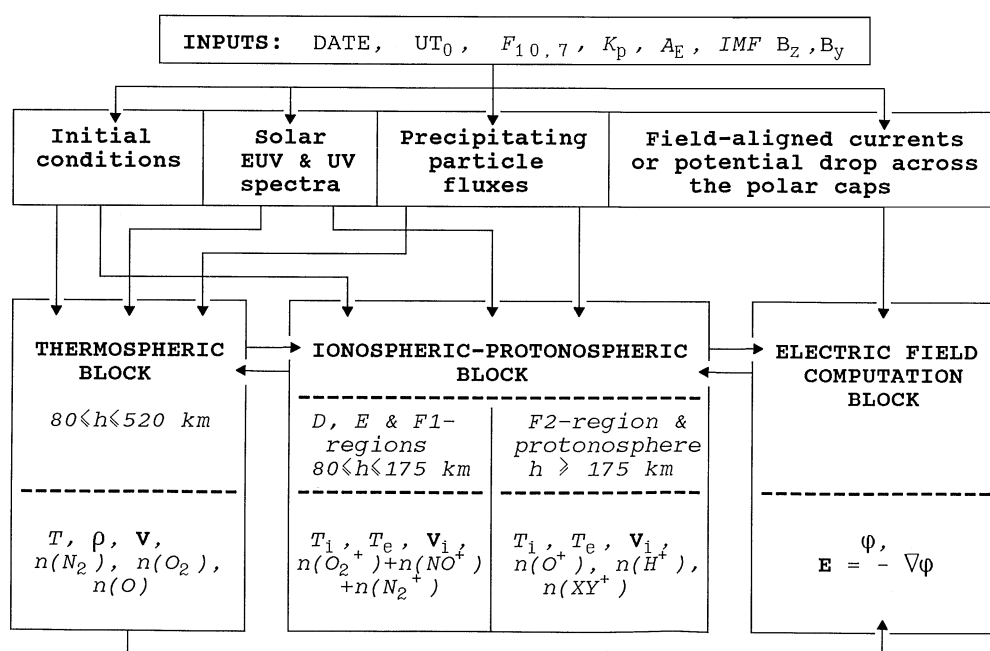 INPUTS: DATE, UT₀, F₁₀,₇, Kₚ, A_E, IMF B_Z, B_y
Initial
conditions
Solar
EUV & UV
spectra
Precipitating
particle
fluxes
Field-aligned currents
or potential drop across
the polar caps
THERMOSPHERIC
BLOCK
80⩽h⩽520 km
T, ρ, v,
n(N₂), n(O₂),
n(O)
IONOSPHERIC-PROTONOSPHERIC
BLOCK
D, E & F1-
regions
80⩽h⩽175 km
Tᵢ, Tₑ, Vᵢ,
n(O₂⁺)+n(NO⁺)
+n(N₂⁺)
F2-region &
protonosphere
h ⩾ 175 km
Tᵢ, Tₑ, Vᵢ,
n(O⁺), n(H⁺),
n(XY⁺)
ELECTRIC FIELD
COMPUTATION
BLOCK
φ,
E = - ∇φ